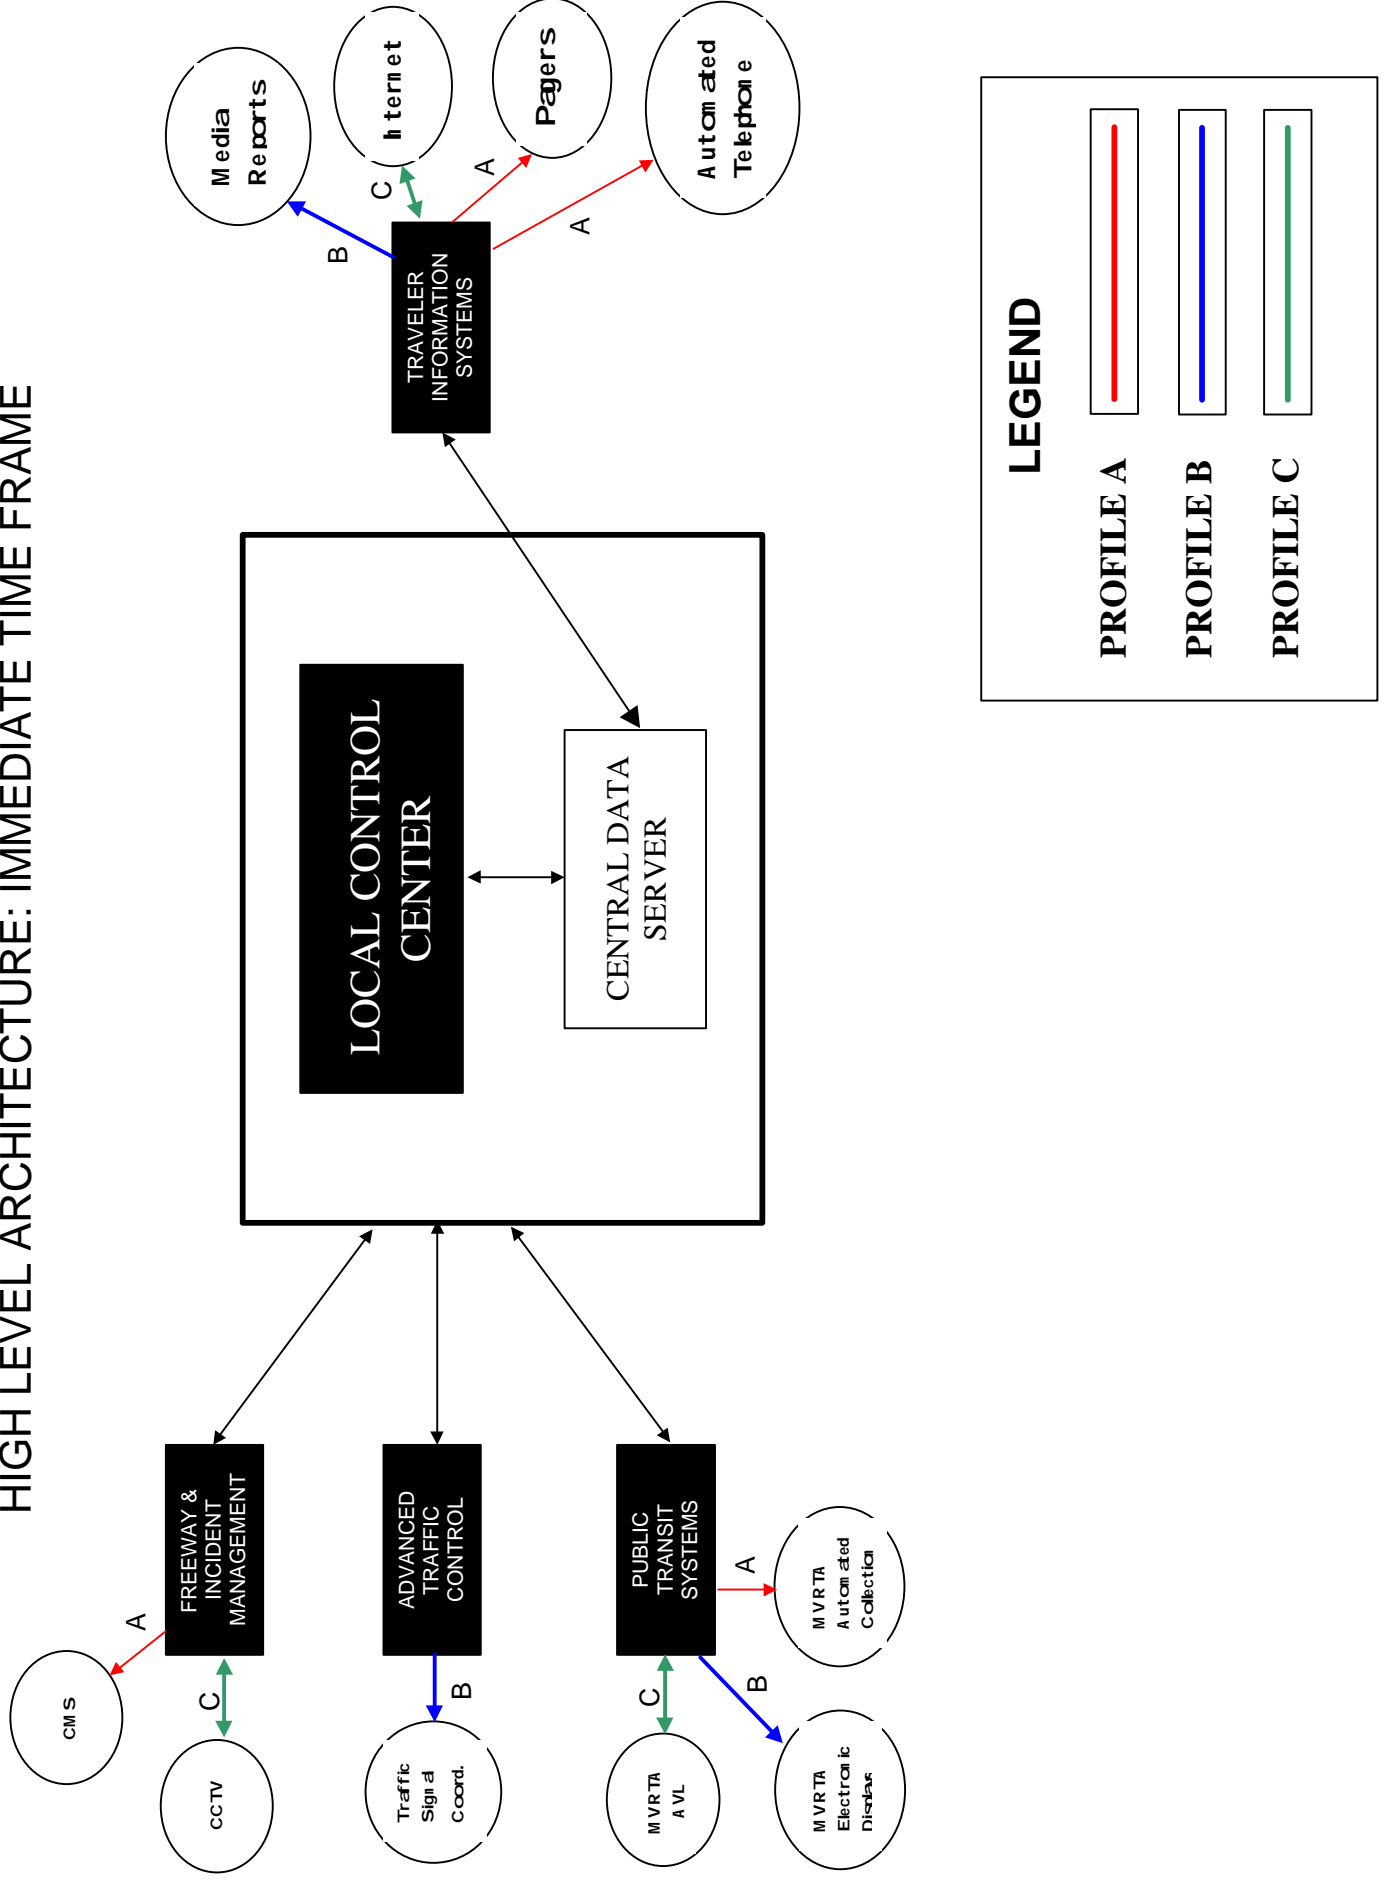 HIGH LEVEL ARCHITECTURE: IMMEDIATE TIME FRAME
CMS
A
CCTV
C
FREEWAY &
INCIDENT
MANAGEMENT
Traffic
Signal
Coord.
B
ADVANCED
TRAFFIC
CONTROL
MVRTA
AVL
C
MVRTA
Electronic
Displays
B
MVRTA
Automated
Collection
A
PUBLIC
TRANSIT
SYSTEMS
LOCAL CONTROL
CENTER
CENTRAL DATA
SERVER
TRAVELER
INFORMATION
SYSTEMS
B
Media
Reports
C
Internet
A
Pagers
A
Automated
Telephone
LEGEND
PROFILE A
PROFILE B
PROFILE C